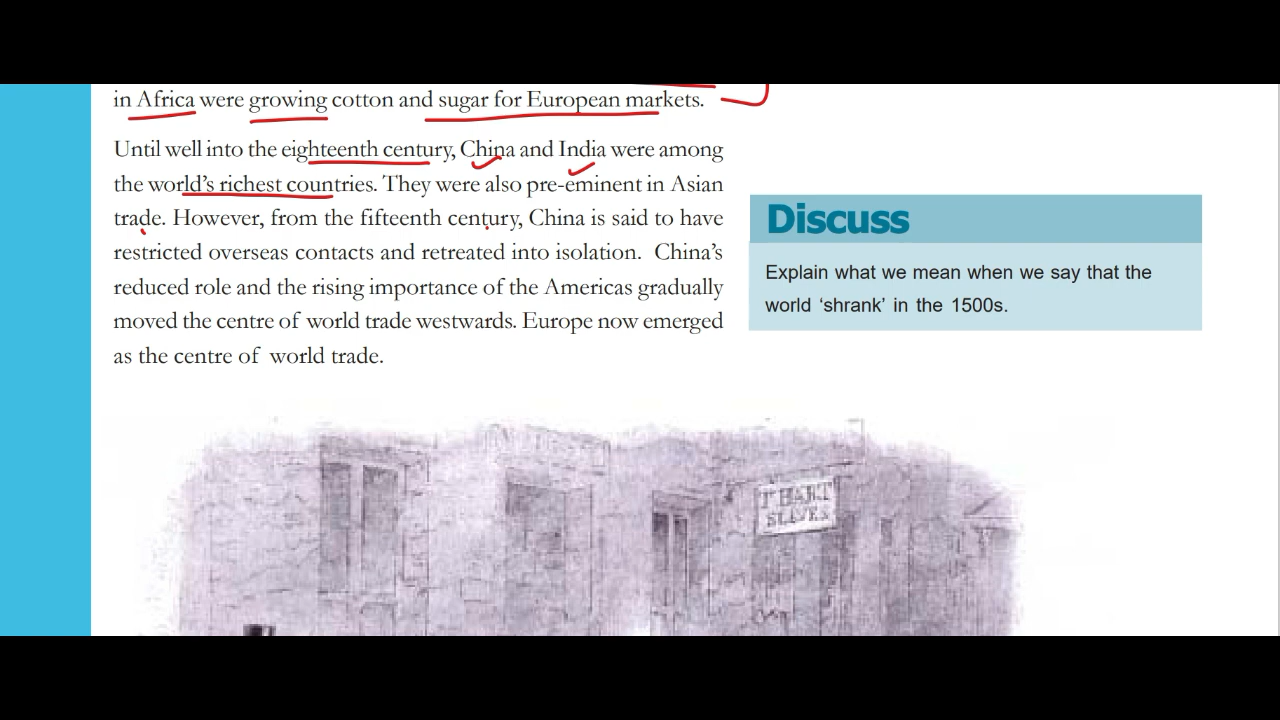 in Africa were growing cotton and sugar for European markets.
Until well into the eighteenth century, China and India were among
the world's richest countries. They were also pre-eminent in Asian
trade. However, from the fifteenth century, China is said to have
restricted overseas contacts and retreated into isolation. China's
reduced role and the rising importance of the Americas gradually
moved the centre of world trade westwards. Europe now emerged
as the centre of world trade.
Discuss
Explain what we mean when we say that the
world 'shrank' in the 1500s.